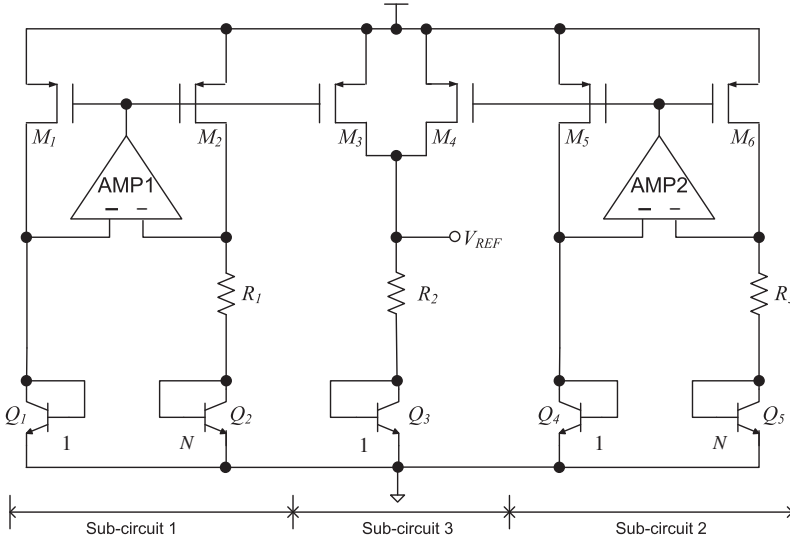 M1
M2
M3
M4
M5
M6
AMP1
AMP2
VREF
R1
R2
Q1
Q2
Q3
Q4
Q5
1
N
1
1
N
Sub-circuit 1
Sub-circuit 3
Sub-circuit 2